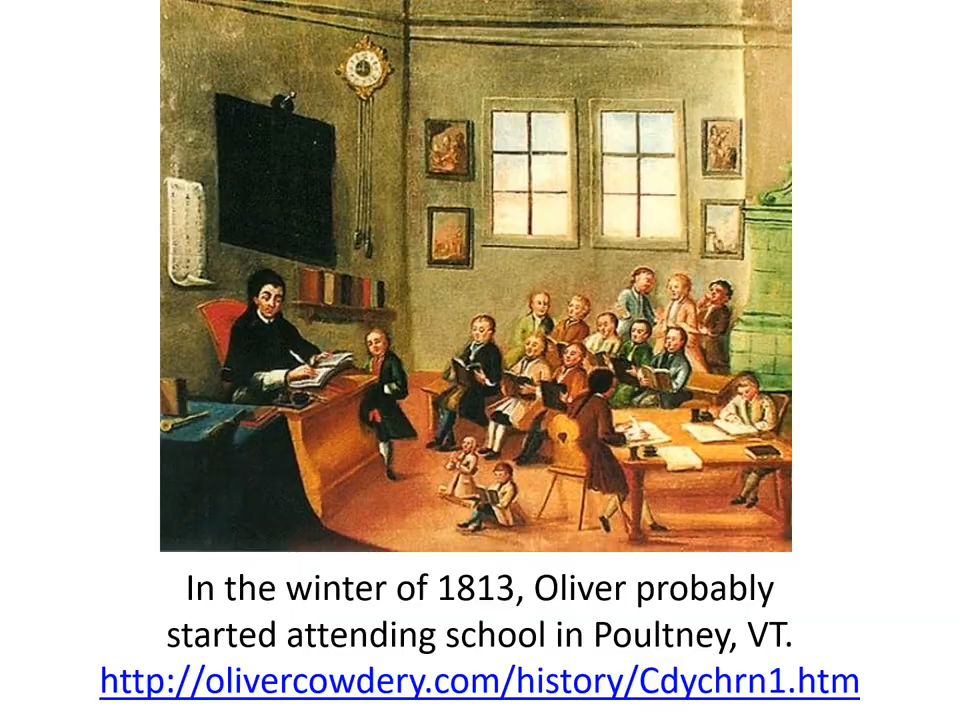 In the winter of 1813, Oliver probably
started attending school in Poultney, VT.
http://olivercowdery.com/history/Cdychrn1.htm